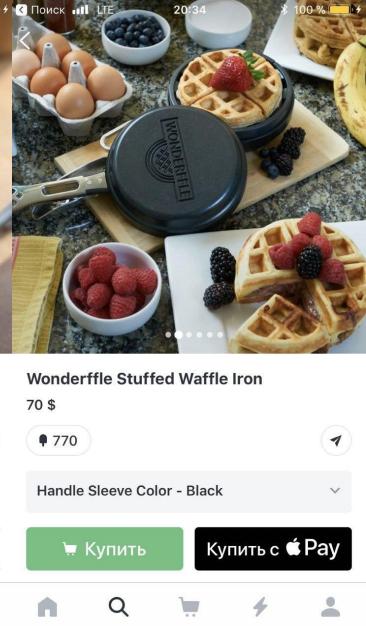 Поиск LTE 20:34 100 %
WONDERFFLE
Wonderffle Stuffed Waffle Iron
70 $
770
Handle Sleeve Color - Black
Купить
Купить с Pay